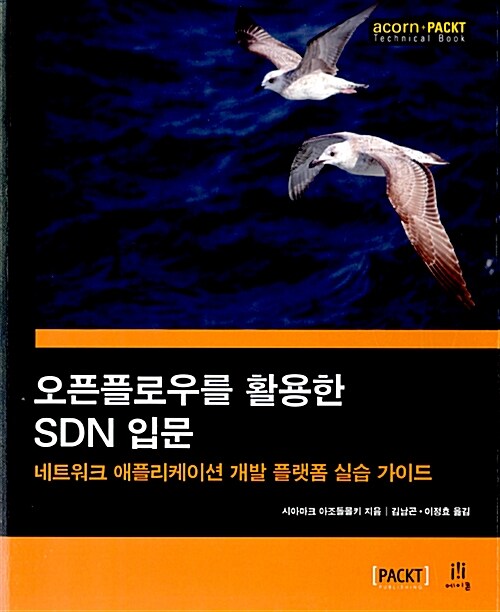 acorn+PACKT
Technical Book
오픈플로우를 활용한
SDN 입문
네트워크 애플리케이션 개발 플랫폼 실습 가이드
시아마크 아조돌몰키 지음 | 김남곤·이정효 옮김
[PACKT]
PUBLISHING
에이콘